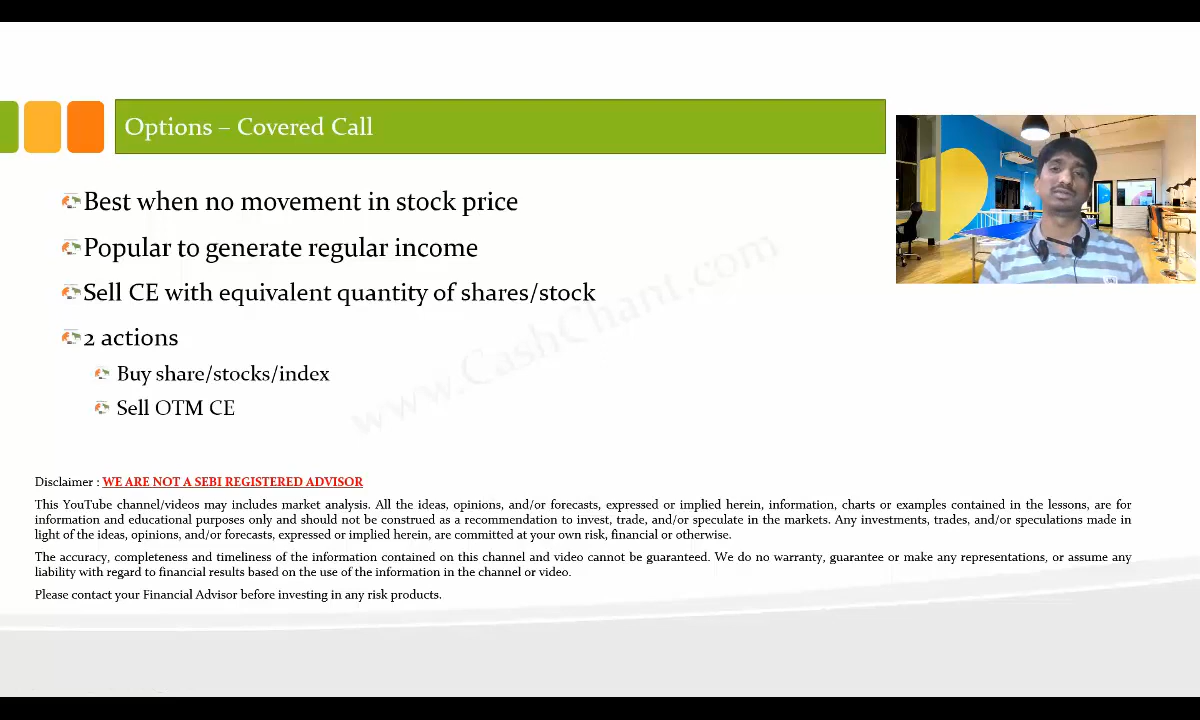 Options – Covered Call
Best when no movement in stock price
Popular to generate regular income
Sell CE with equivalent quantity of shares/stock
2 actions
Buy share/stocks/index
Sell OTM CE
www.CashChant.com
Disclaimer : WE ARE NOT A SEBI REGISTERED ADVISOR
This YouTube channel/videos may includes market analysis. All the ideas, opinions, and/or forecasts, expressed or implied herein, information, charts or examples contained in the lessons, are for
information and educational purposes only and should not be construed as a recommendation to invest, trade, and/or speculate in the markets. Any investments, trades, and/or speculations made in
light of the ideas, opinions, and/or forecasts, expressed or implied herein, are committed at your own risk, financial or otherwise.
The accuracy, completeness and timeliness of the information contained on this channel and video cannot be guaranteed. We do no warranty, guarantee or make any representations, or assume any
liability with regard to financial results based on the use of the information in the channel or video.
Please contact your Financial Advisor before investing in any risk products.